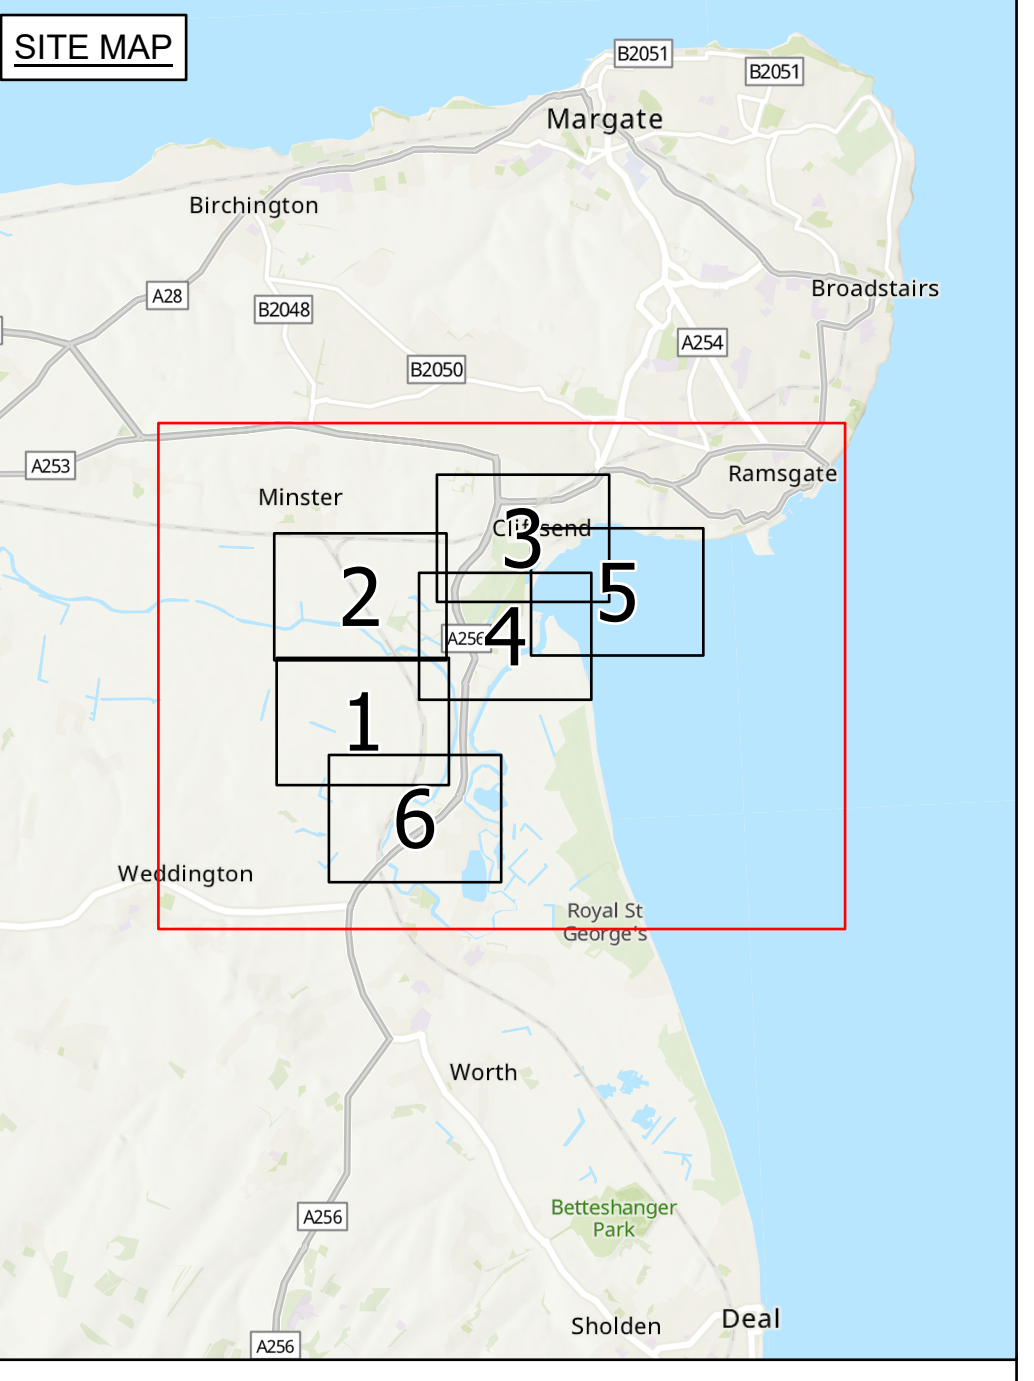 SITE MAP
B2051
B2051
Margate
Birchington
Broadstairs
A28
B2048
A254
B2050
A253
Ramsgate
Minster
Cliffsend
3
2
5
4
A256
1
6
Weddington
Royal St
George's
Worth
Betteshanger
Park
A256
Deal
Sholden
A256